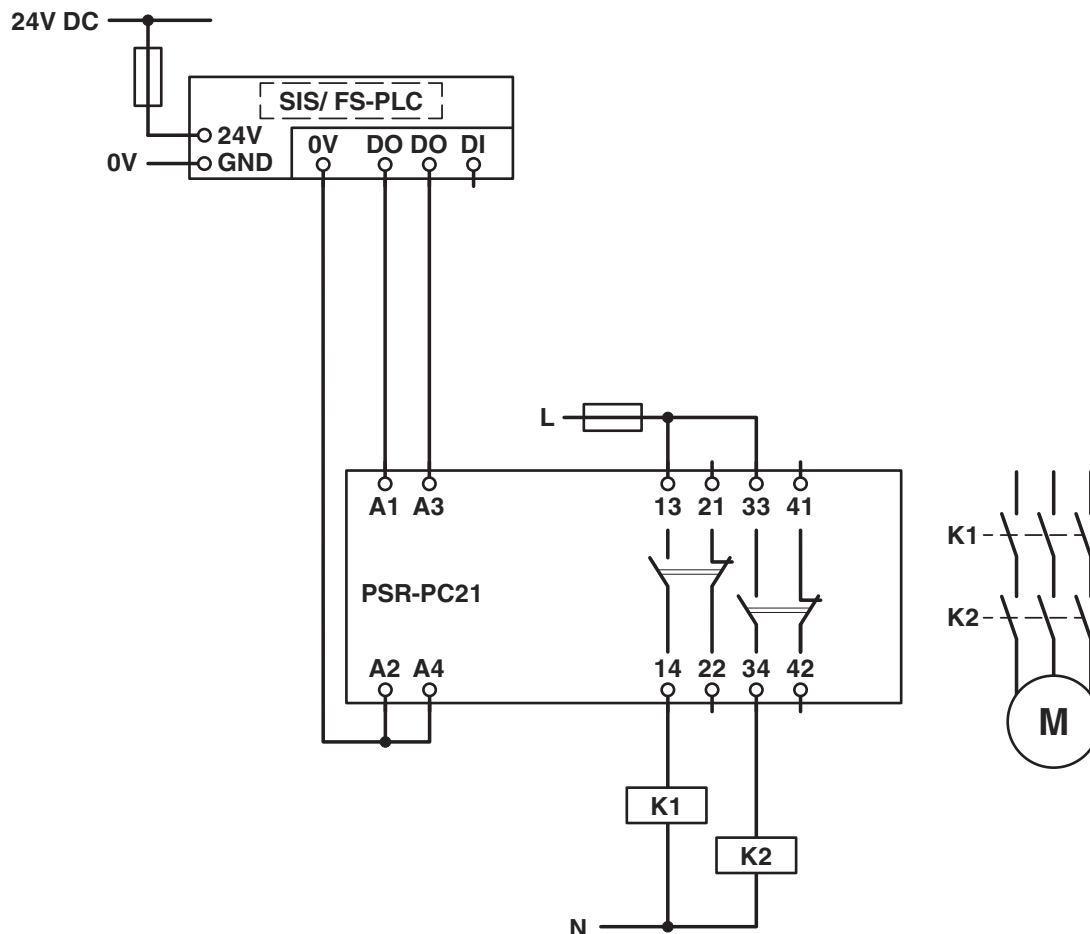 24V DC
SIS/ FS-PLC
24V
0V DO DO DI
0V
GND
L
A1 A3
13 21 33 41
K1
PSR-PC21
K2
A2 A4
14 22 34 42
M
K1
K2
N